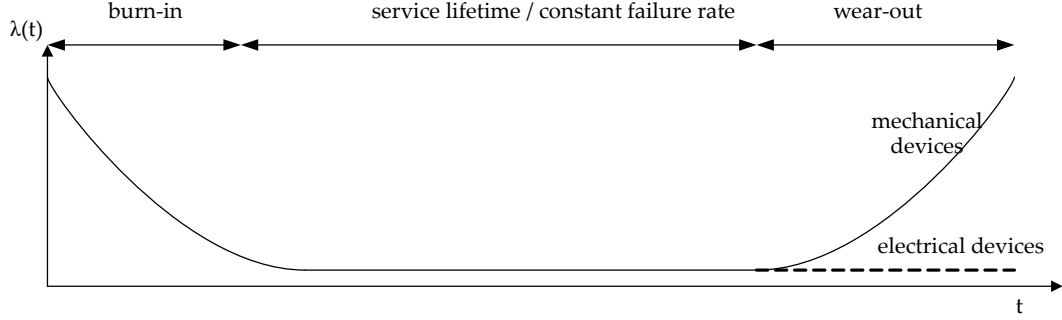 burn-in
service lifetime / constant failure rate
wear-out
λ(t)
mechanical
devices
electrical devices
t